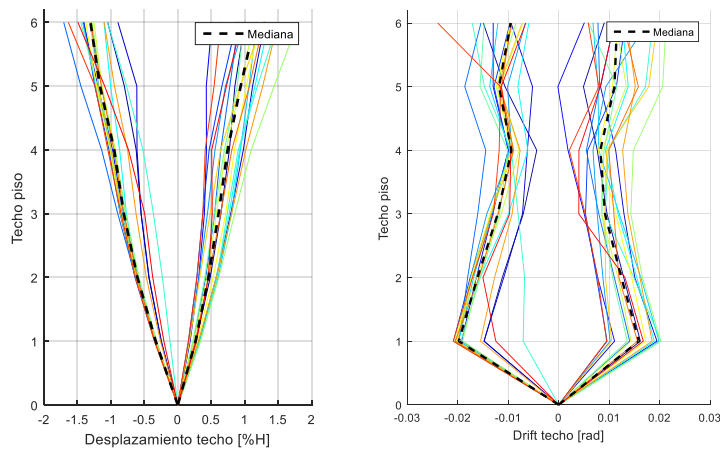 Mediana
6
5
4
3
2
1
0
Techo piso
-2 -1.5 -1 -0.5 0 0.5 1 1.5 2
Desplazamiento techo [%H]
Mediana
6
5
4
3
2
1
0
Techo piso
-0.03 -0.02 -0.01 0 0.01 0.02 0.03
Drift techo [rad]